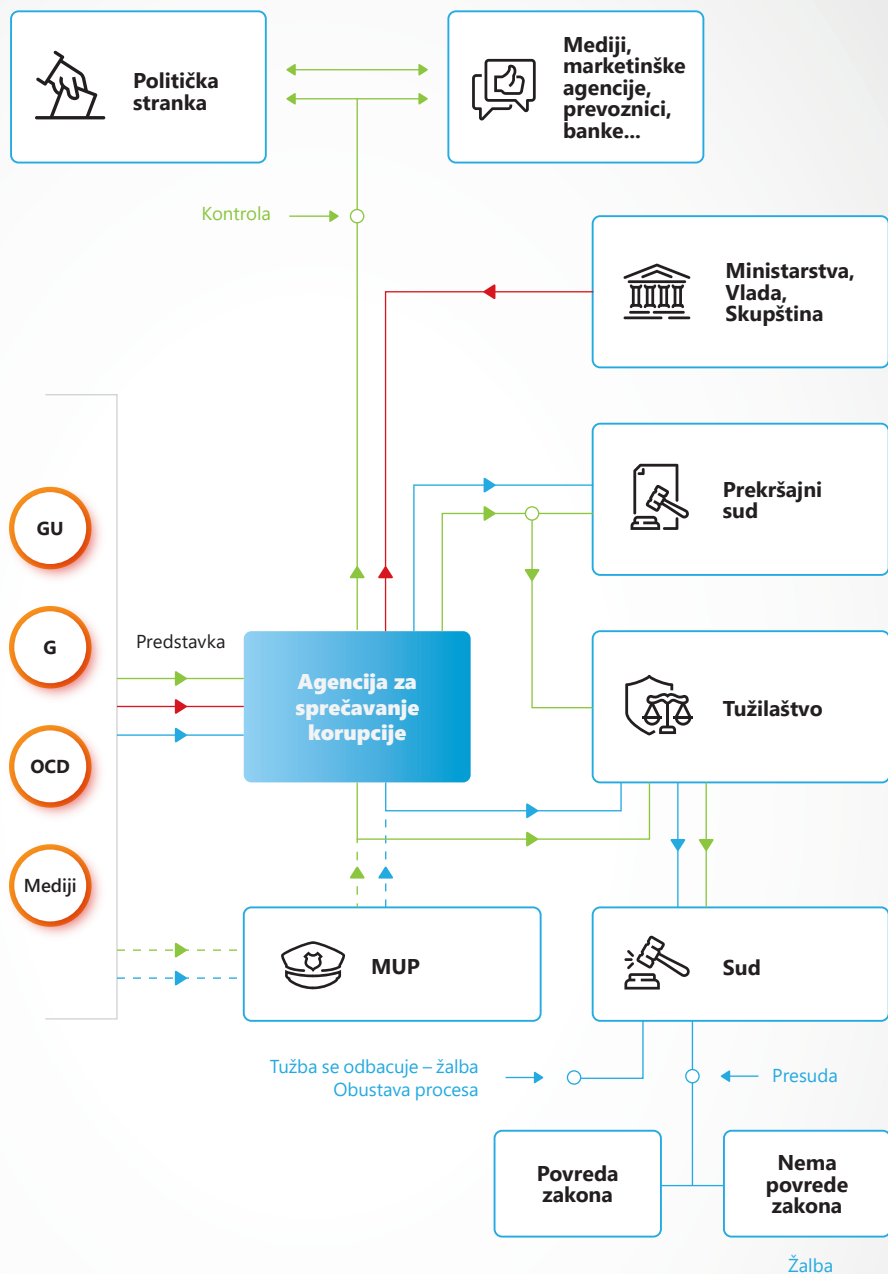 Politička
stranka
Mediji,
marketinške
agencije,
prevoznici,
banke...
Kontrola
Ministarstva,
Vlada,
Skupština
Prekršajni
sud
GU
G
OCD
Mediji
Predstavka
Agencija za
sprečavanje
korupcije
Tužilaštvo
MUP
Sud
Tužba se odbacuje – žalba
Obustava procesa
Presuda
Povreda
zakona
Nema
povrede
zakona
Žalba